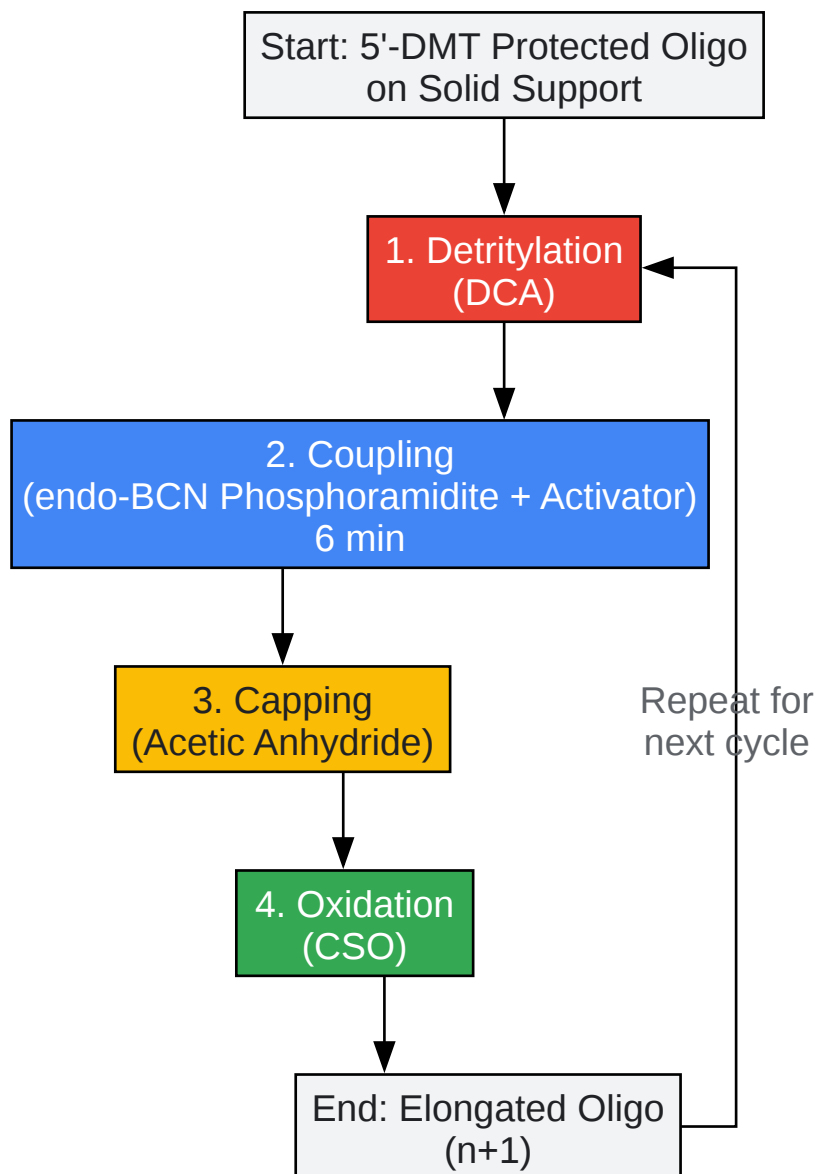 Start: 5'-DMT Protected Oligo
on Solid Support
1. Detritylation
(DCA)
2. Coupling
(endo-BCN Phosphoramidite + Activator)
6 min
3. Capping
(Acetic Anhydride)
Repeat for
next cycle
4. Oxidation
(CSO)
End: Elongated Oligo
(n+1)